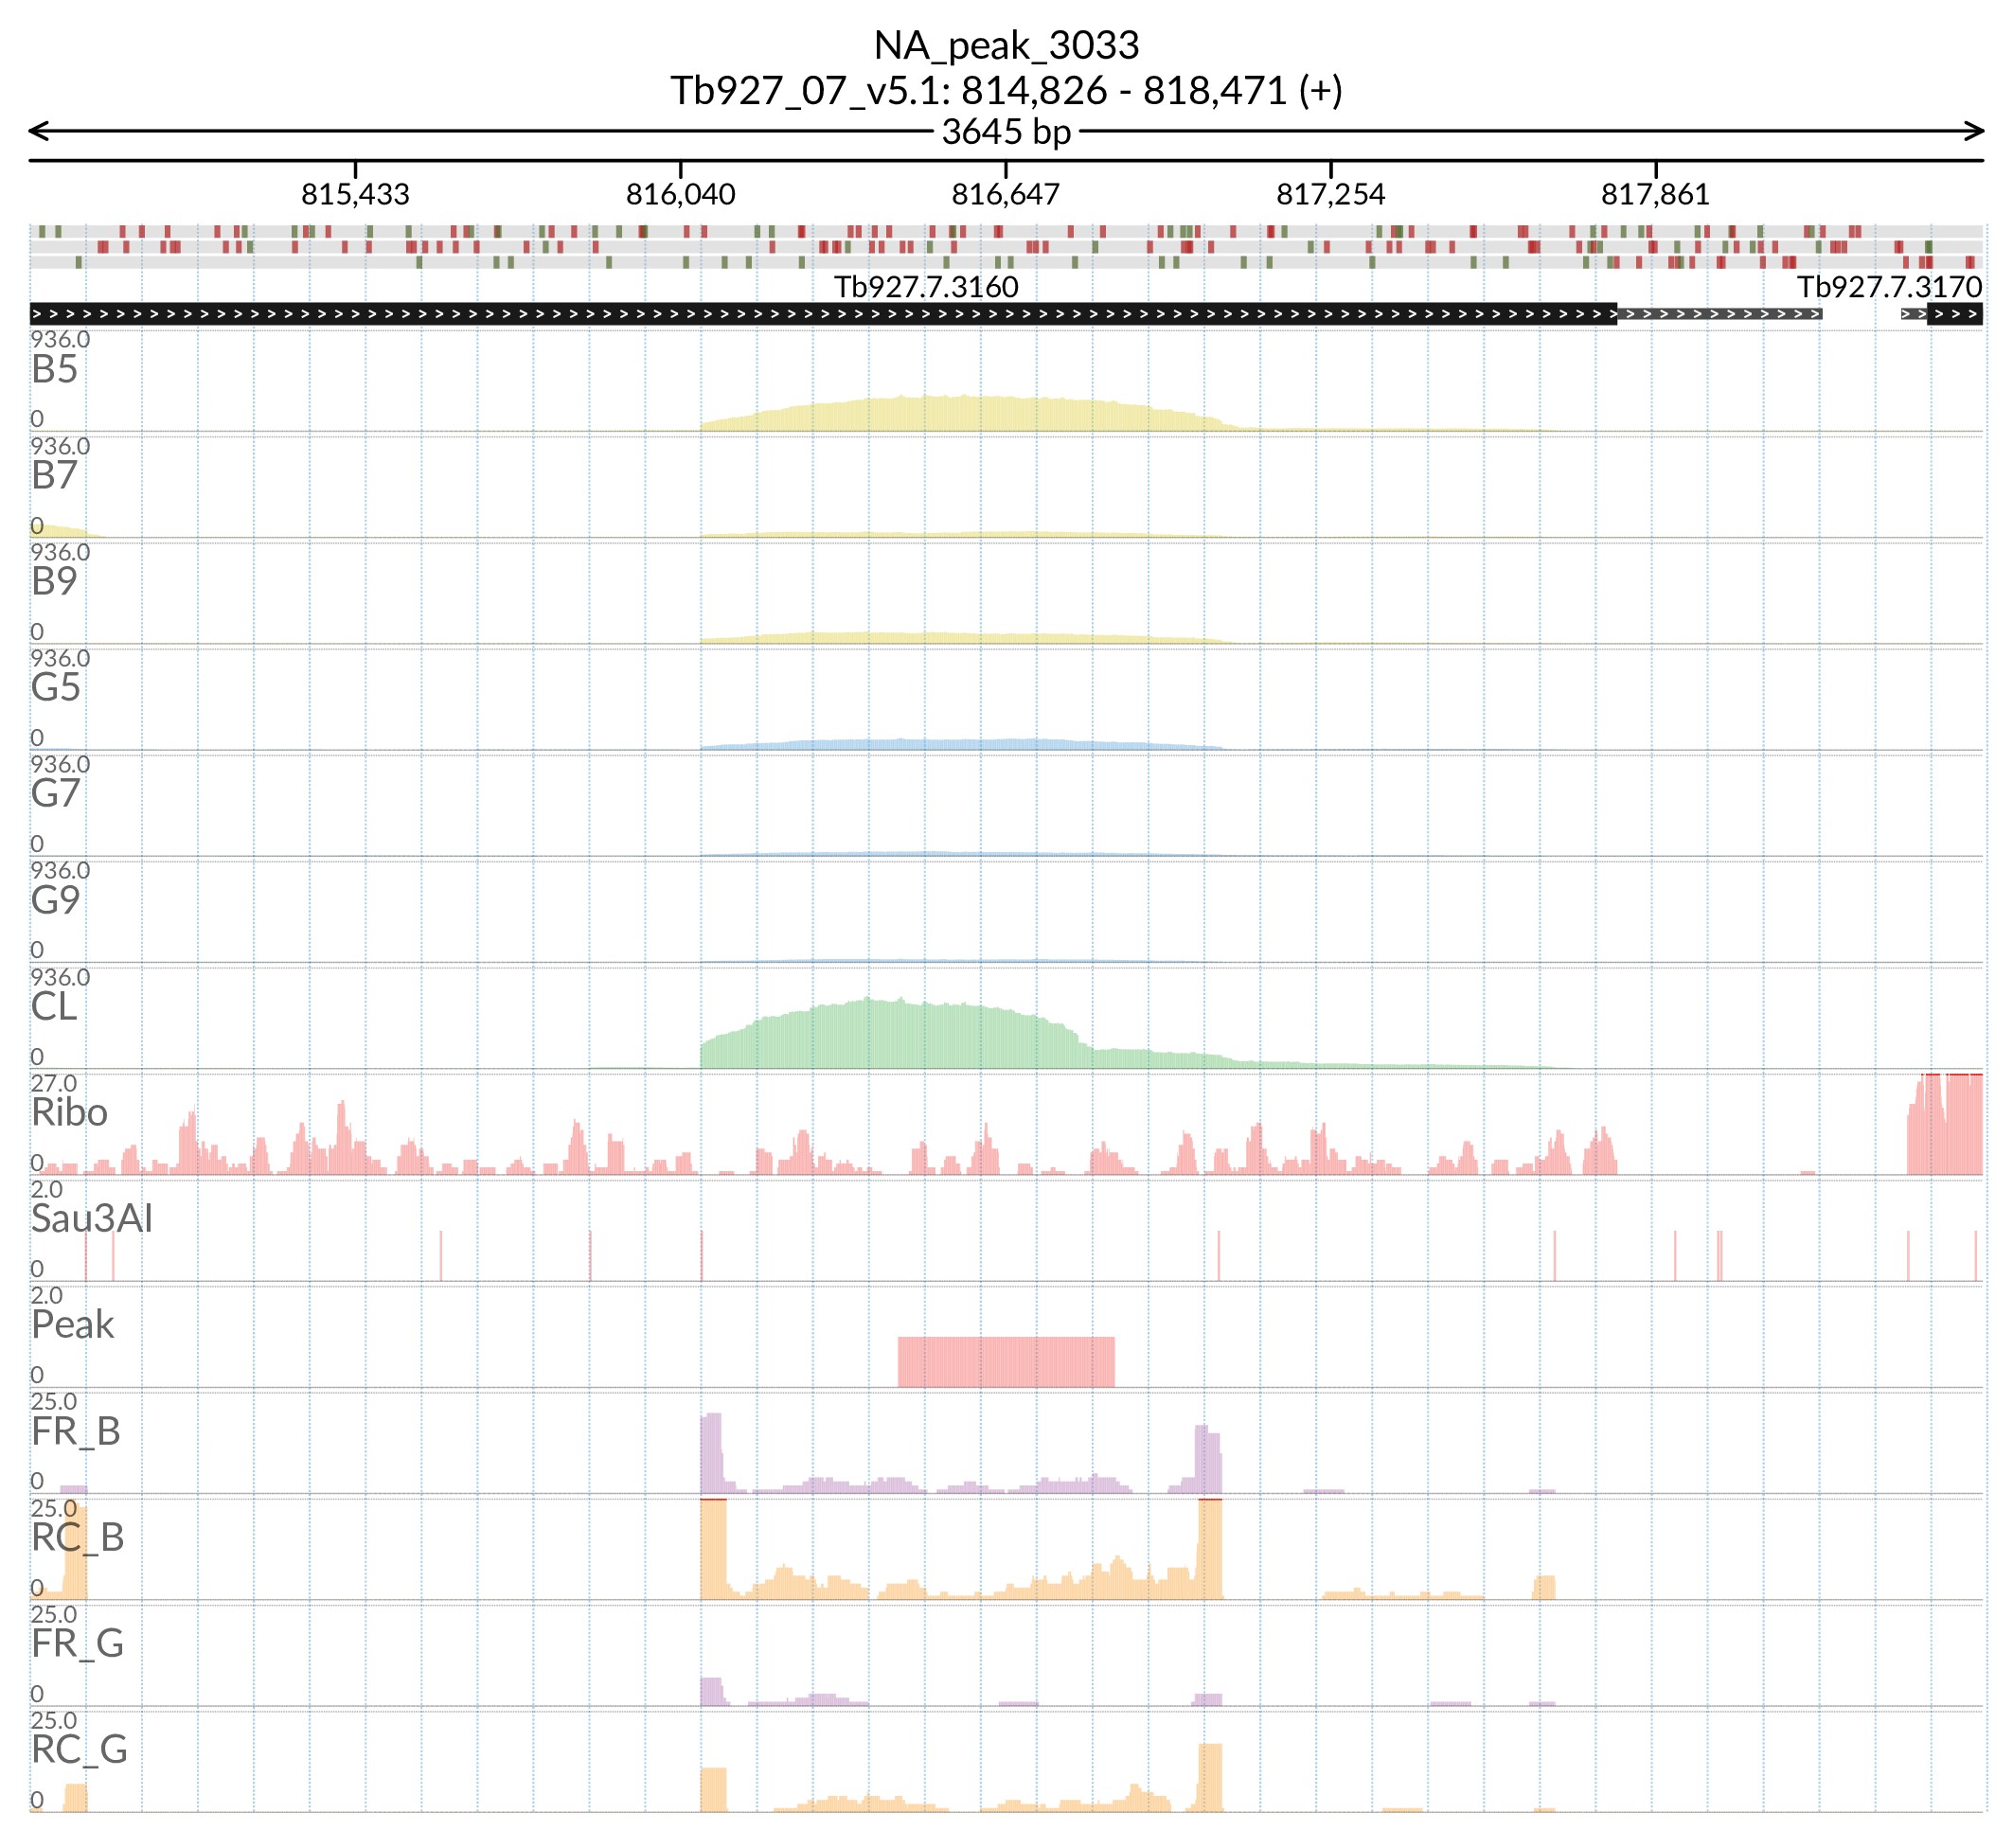 NA_peak_3033
Tb927_07_v5.1: 814,826 - 818,471 (+)
3645 bp
815,433 816,040 816,647 817,254 817,861
Tb927.7.3160 Tb927.7.3170
936.0
B5
0
936.0
B7
0
936.0
B9
0
936.0
G5
0
936.0
G7
0
936.0
G9
0
936.0
CL
0
27.0
Ribo
0
2.0
Sau3AI
0
2.0
Peak
0
25.0
FR_B
0
25.0
RC_B
0
25.0
FR_G
0
25.0
RC_G
0